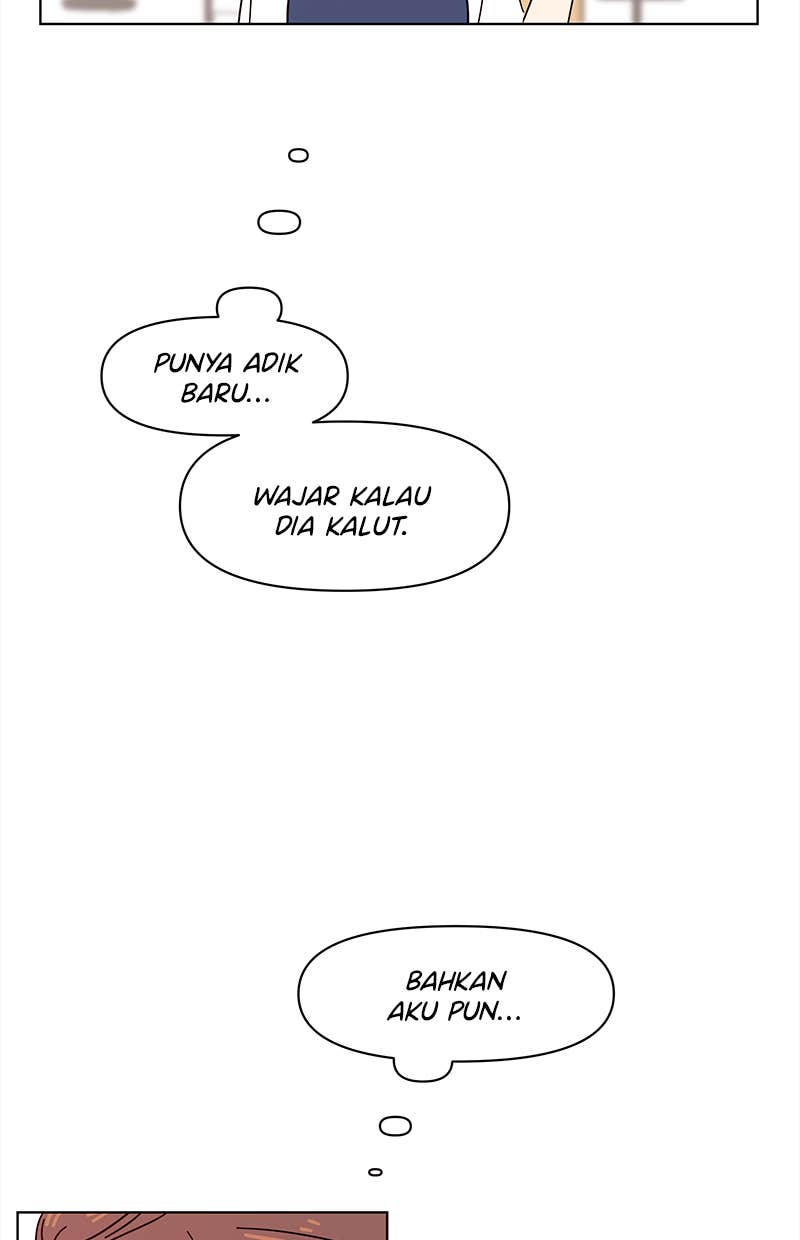 PUNYA ADIK
BARU...
WAJAR KALAU
DIA KALUT.
BAHKAN
AKU PUN...